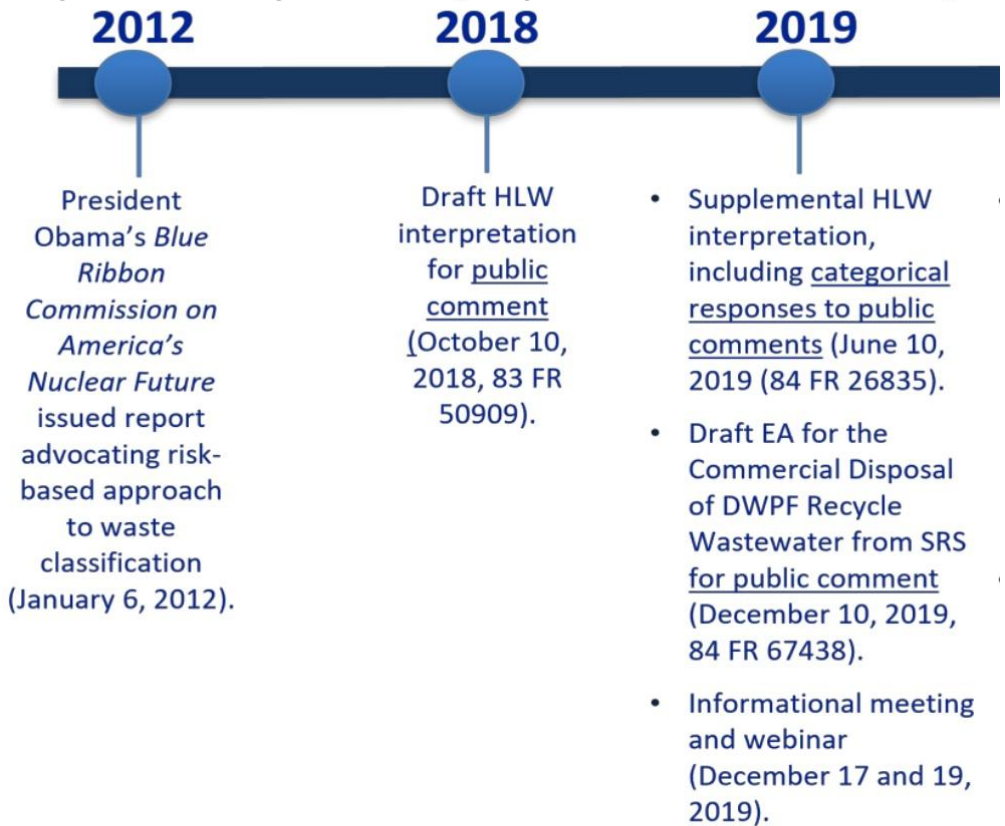 2012
President
Obama's Blue
Ribbon
Commission on
America's
Nuclear Future
issued report
advocating risk-
based approach
to waste
classification
(January 6, 2012).
2018
Draft HLW
interpretation
for public
comment
(October 10,
2018, 83 FR
50909).
2019
• Supplemental HLW
interpretation,
including categorical
responses to public
comments (June 10,
2019 (84 FR 26835).
• Draft EA for the
Commercial Disposal
of DWPF Recycle
Wastewater from SRS
for public comment
(December 10, 2019,
84 FR 67438).
• Informational meeting
and webinar
(December 17 and 19,
2019).